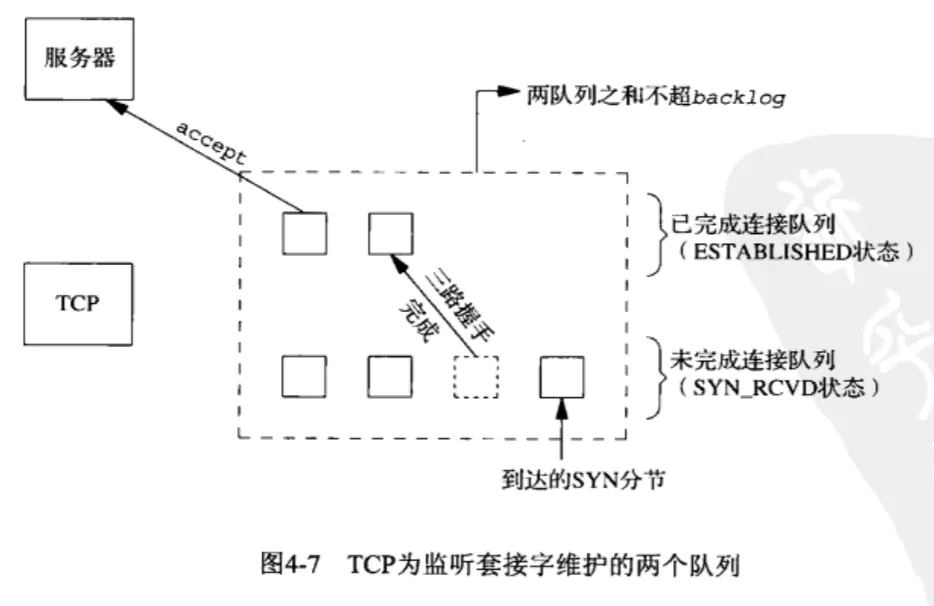 服务器
accept
两队列之和不超backlog
已完成连接队列
（ESTABLISHED状态）
TCP
三路握手
完成
未完成连接队列
（SYN_RCVD状态）
到达的SYN分节
图4-7 TCP为监听套接字维护的两个队列